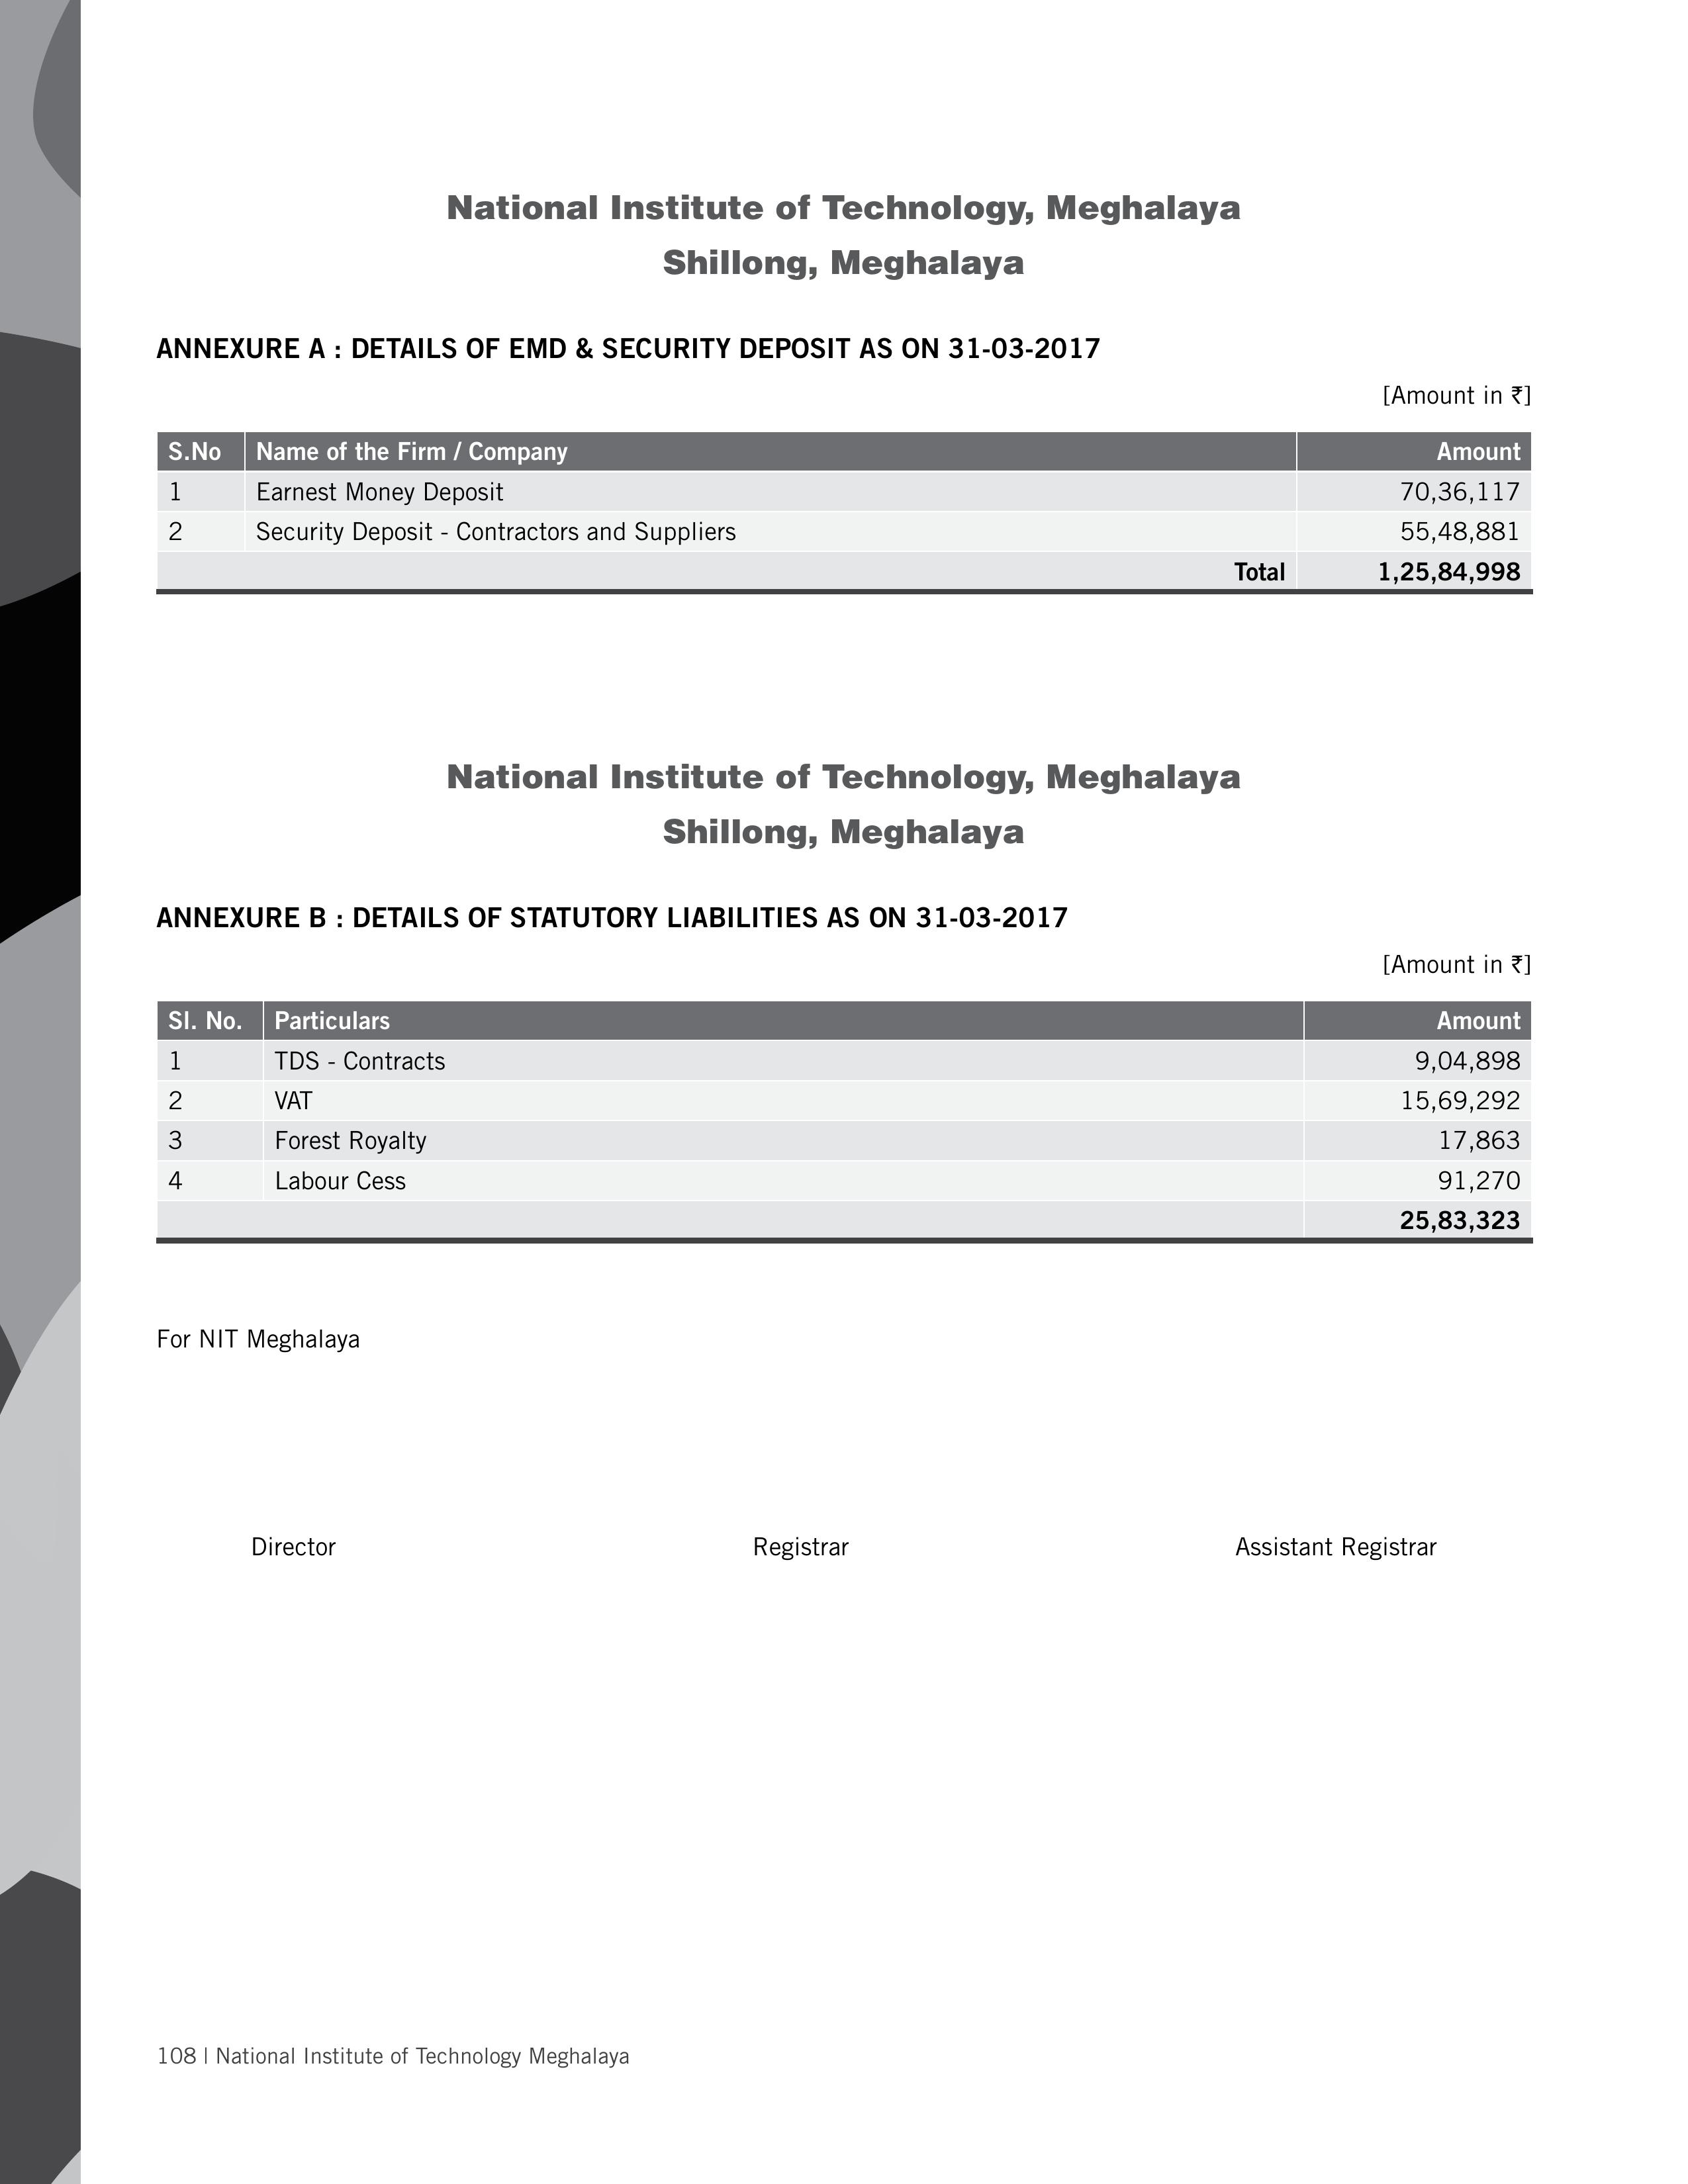 National Institute of Technology, Meghalaya
Shillong, Meghalaya
ANNEXURE A : DETAILS OF EMD & SECURITY DEPOSIT AS ON 31-03-2017
[Amount in ₹]
S.No Name of the Firm / Company Amount
1 Earnest Money Deposit 70,36,117
2 Security Deposit - Contractors and Suppliers 55,48,881
Total 1,25,84,998
National Institute of Technology, Meghalaya
Shillong, Meghalaya
ANNEXURE B : DETAILS OF STATUTORY LIABILITIES AS ON 31-03-2017
[Amount in ₹]
Sl. No. Particulars Amount
1 TDS - Contracts 9,04,898
2 VAT 15,69,292
3 Forest Royalty 17,863
4 Labour Cess 91,270
25,83,323
For NIT Meghalaya
Director Registrar Assistant Registrar
108 | National Institute of Technology Meghalaya